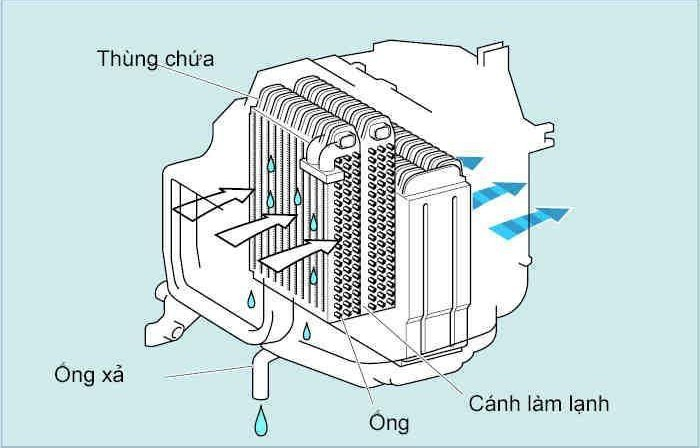 Thùng chứa
Ống xả
Ống
Cánh làm lạnh